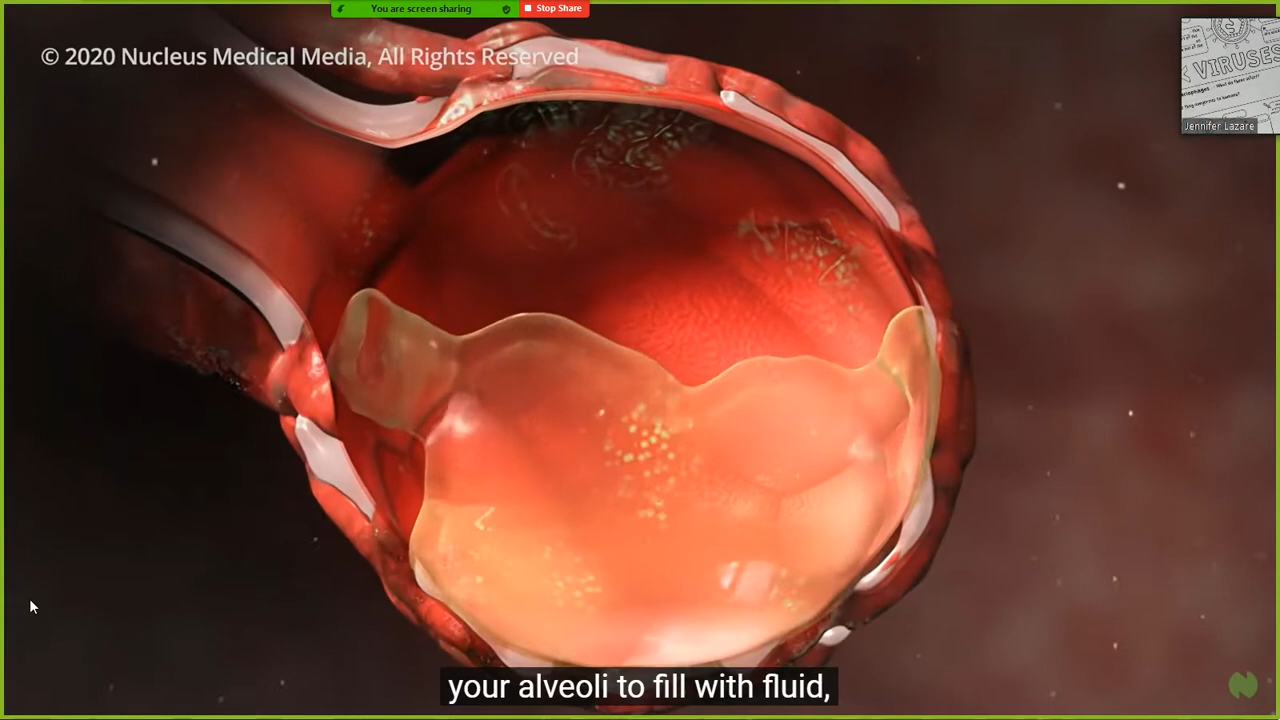 You are screen sharing
Stop Share
© 2020 Nucleus Medical Media, All Rights Reserved
VIRUSES
Jennifer Lazare
your alveoli to fill with fluid,